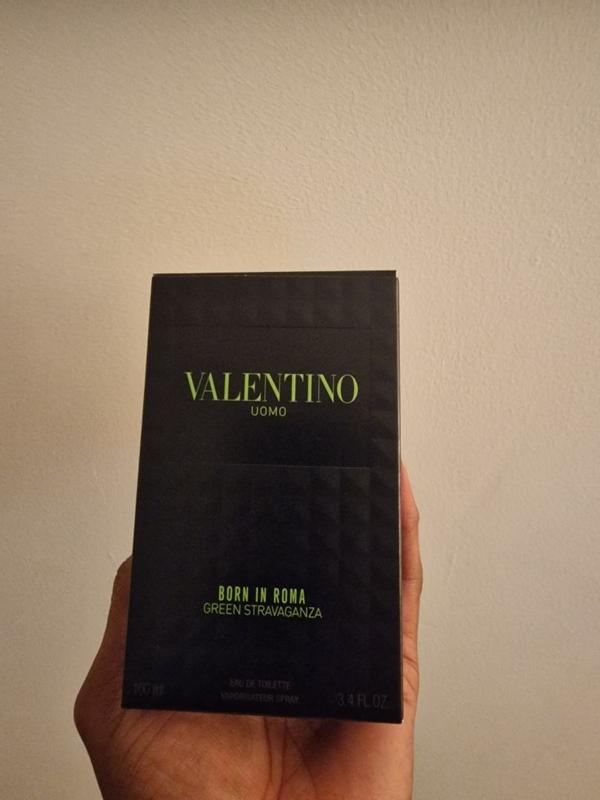 VALENTINO
UOMO
BORN IN ROMA
GREEN STRAVAGANZA
EAU DE TOILETTE
VAPORISATEUR SPRAY
100 ml
3.4 FL.OZ.